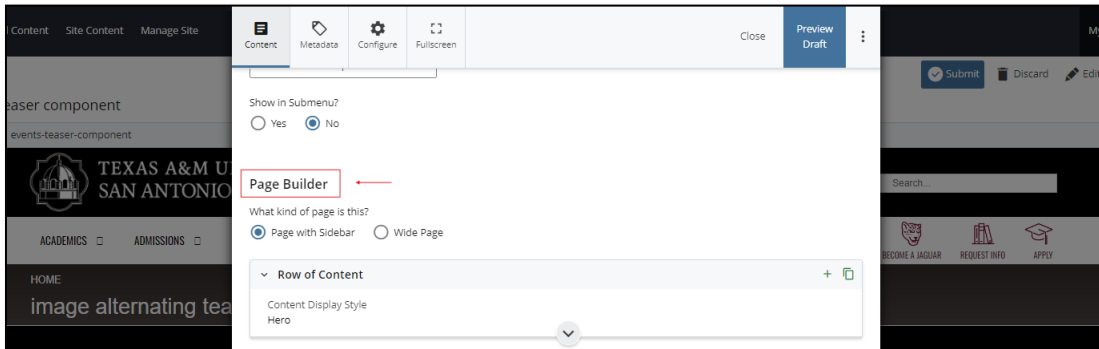 l Content Site Content Manage Site
Content Metadata Configure Fullscreen
Close
Preview Draft
Submit Discard Edit
teaser component
events-teaser-component
Show in Submenu?
Yes No
TEXAS A&M U
SAN ANTONIO
Search...
Page Builder
What kind of page is this?
Page with Sidebar Wide Page
ACADEMICS ADMISSIONS
BECOME A JAGUAR REQUEST INFO APPLY
Row of Content
Content Display Style
Hero
HOME
image alternating tea